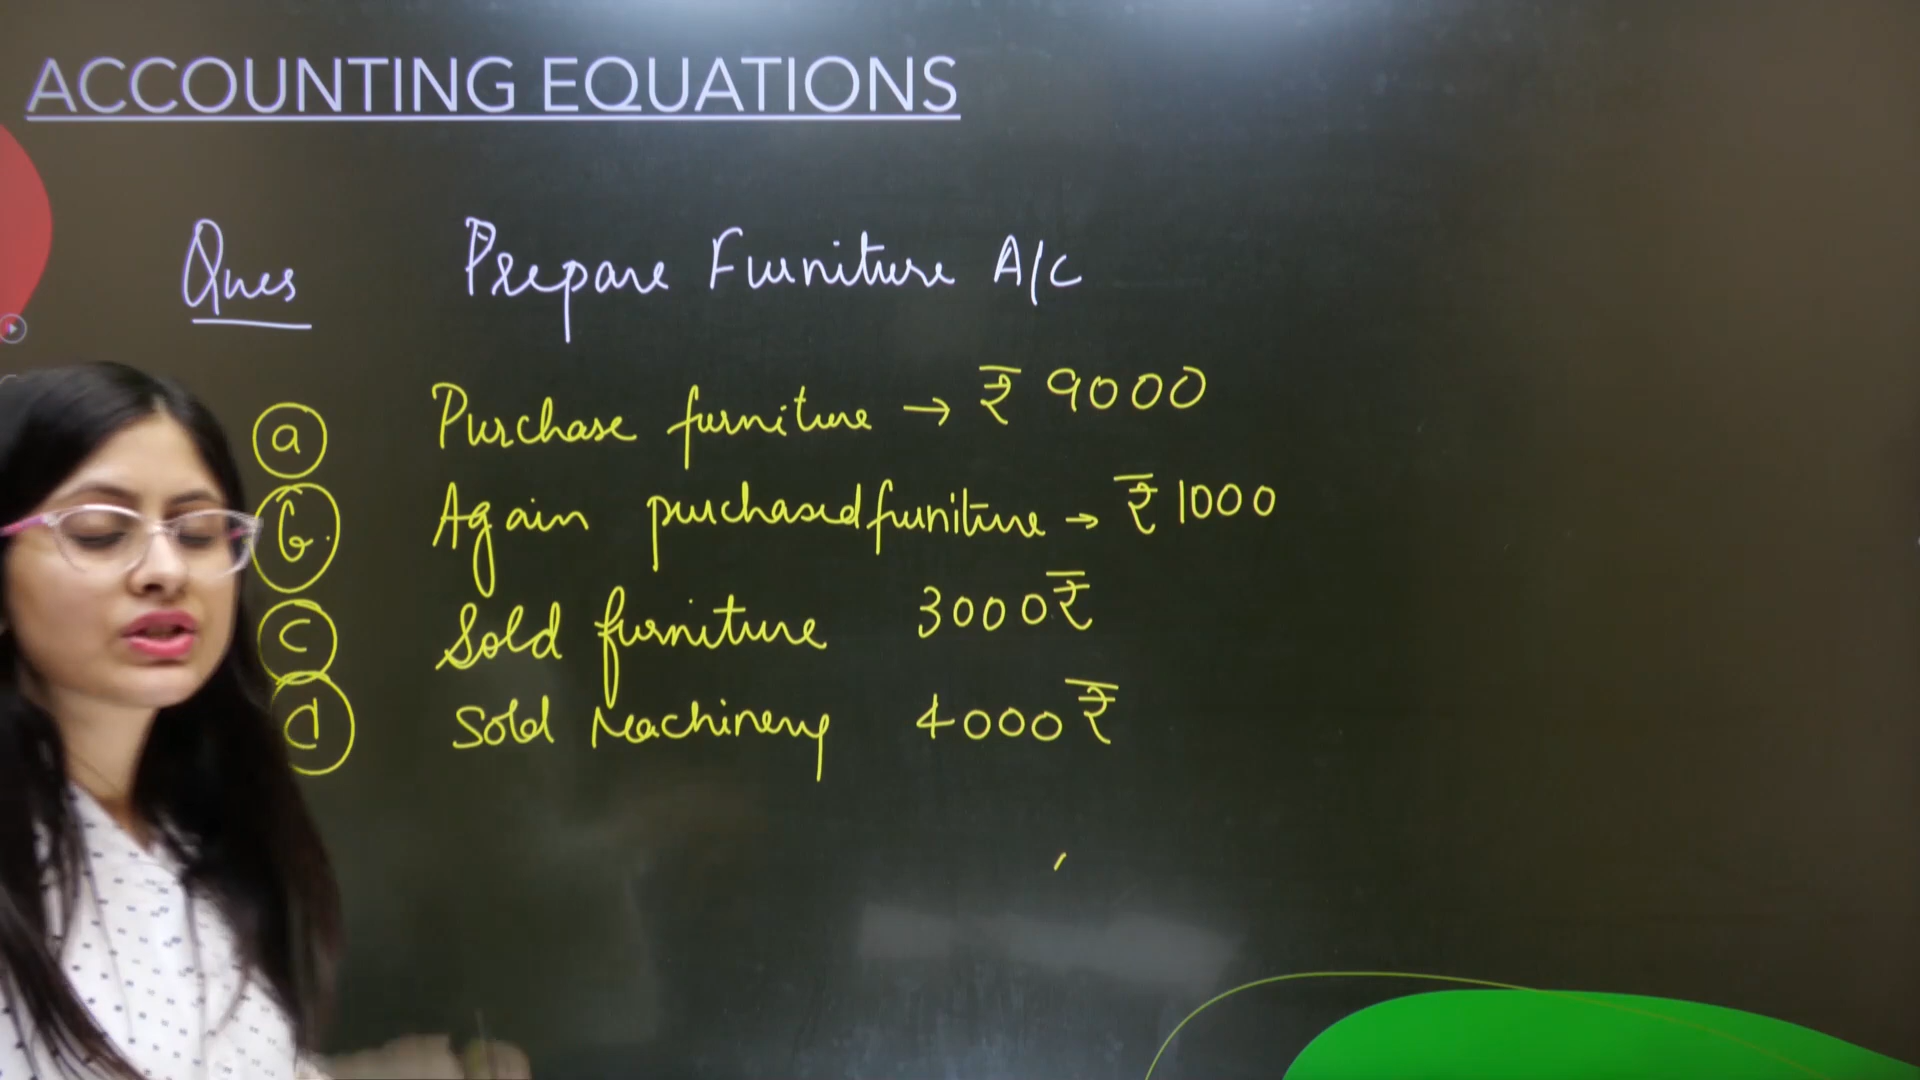 ACCOUNTING EQUATIONS
Ques Prepare Furniture A/C
a Purchase furniture → ₹ 9000
b Again purchased furniture → ₹ 1000
c Sold furniture 3000 ₹
d Sold Machinery 4000 ₹